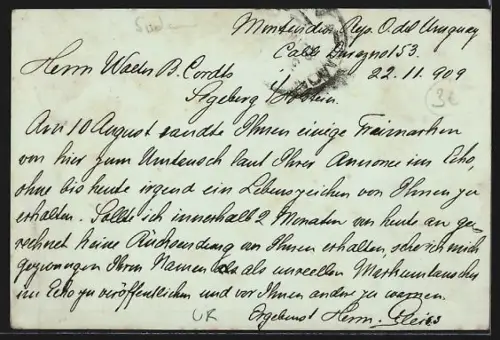 Montevideo Rep. O. del Uruguay
Calle Durazno 153.
Herrn Walter B. Cordts 22.11.909
Segeberg Holstein.
Am 10 August sandte Ihnen einige Freimarken
von hier zum Umtausch laut Ihrer Annonce im Echo,
ohne bis heute irgend ein Lebenszeichen von Ihnen zu
erhalten. Sollte ich innerhalb 2 Monaten von heute an ge-
rechnet keine Rücksendung von Ihnen erhalten, sehe ich mich
gezwungen Ihren Namen als unreellen Markentauscher
im Echo zu veröffentlichen und vor Ihnen andere zu warnen.
Ergebenst Herm.
UR